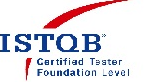 ISTQB®
Certified Tester
Foundation Level